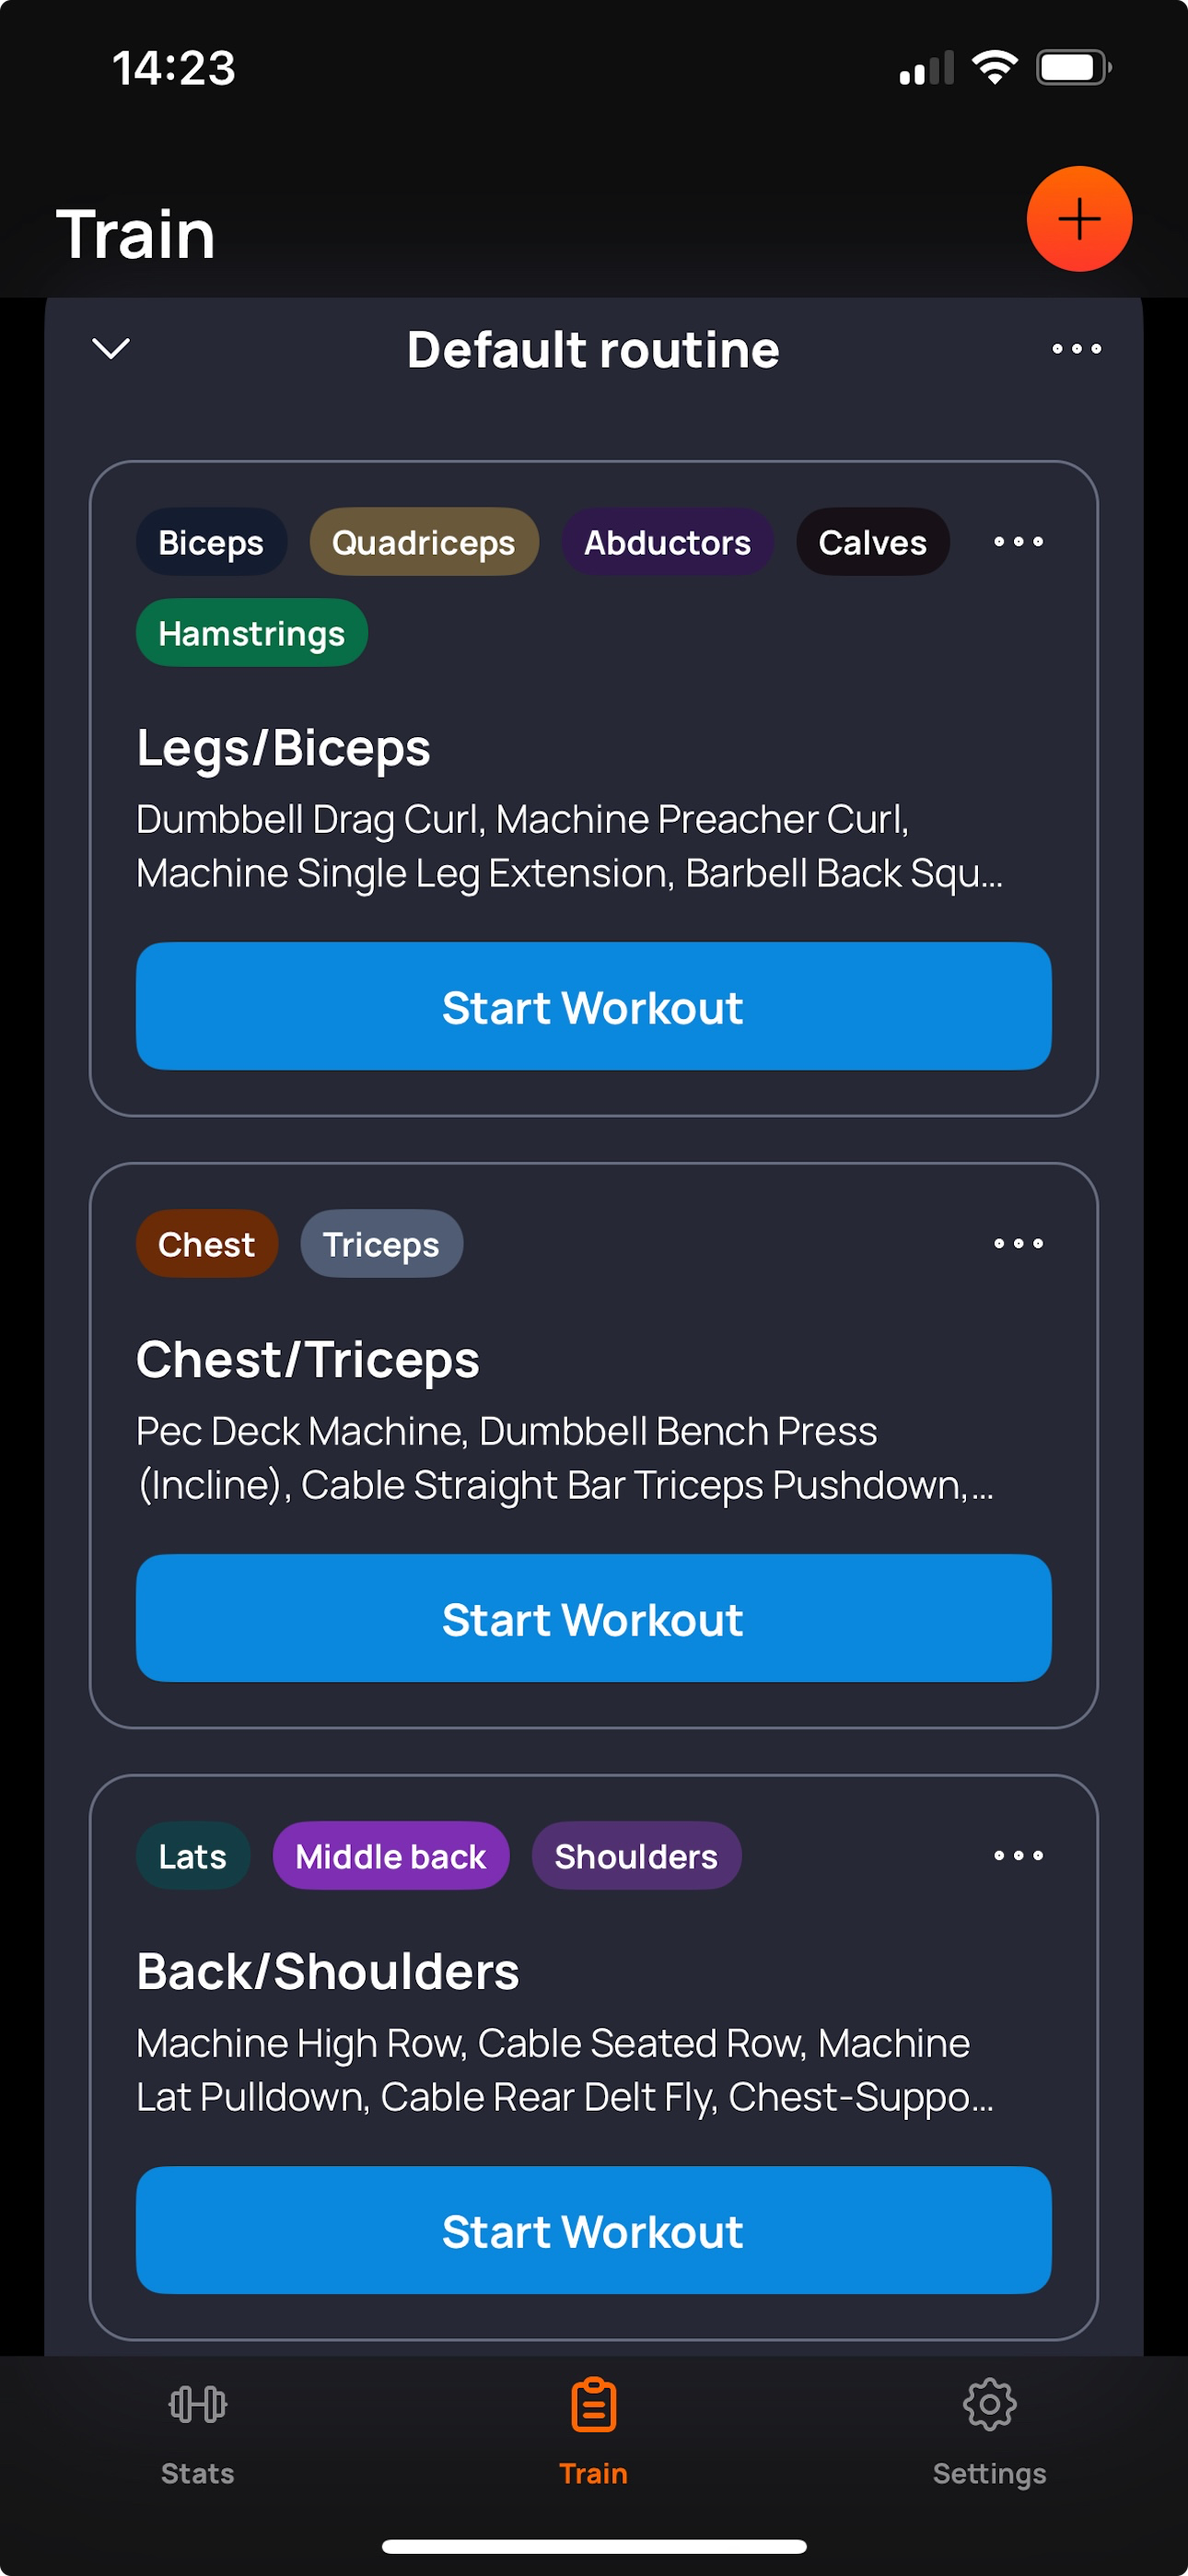 14:23
Train
Default routine
Biceps Quadriceps Abductors Calves
Hamstrings
Legs/Biceps
Dumbbell Drag Curl, Machine Preacher Curl,
Machine Single Leg Extension, Barbell Back Squ...
Start Workout
Chest Triceps
Chest/Triceps
Pec Deck Machine, Dumbbell Bench Press
(Incline), Cable Straight Bar Triceps Pushdown,...
Start Workout
Lats Middle back Shoulders
Back/Shoulders
Machine High Row, Cable Seated Row, Machine
Lat Pulldown, Cable Rear Delt Fly, Chest-Suppo...
Start Workout
Stats Train Settings